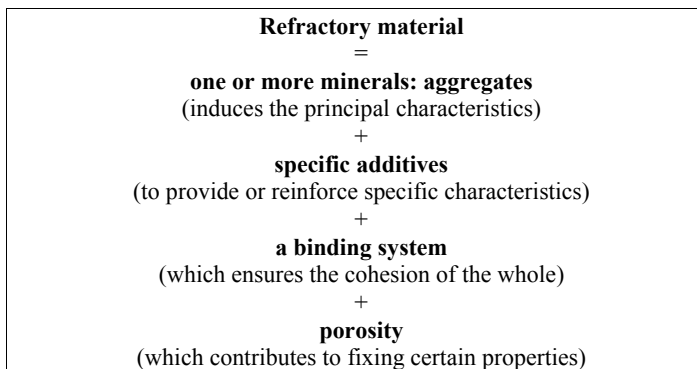 Refractory material
=
one or more minerals: aggregates
(induces the principal characteristics)
+
specific additives
(to provide or reinforce specific characteristics)
+
a binding system
(which ensures the cohesion of the whole)
+
porosity
(which contributes to fixing certain properties)